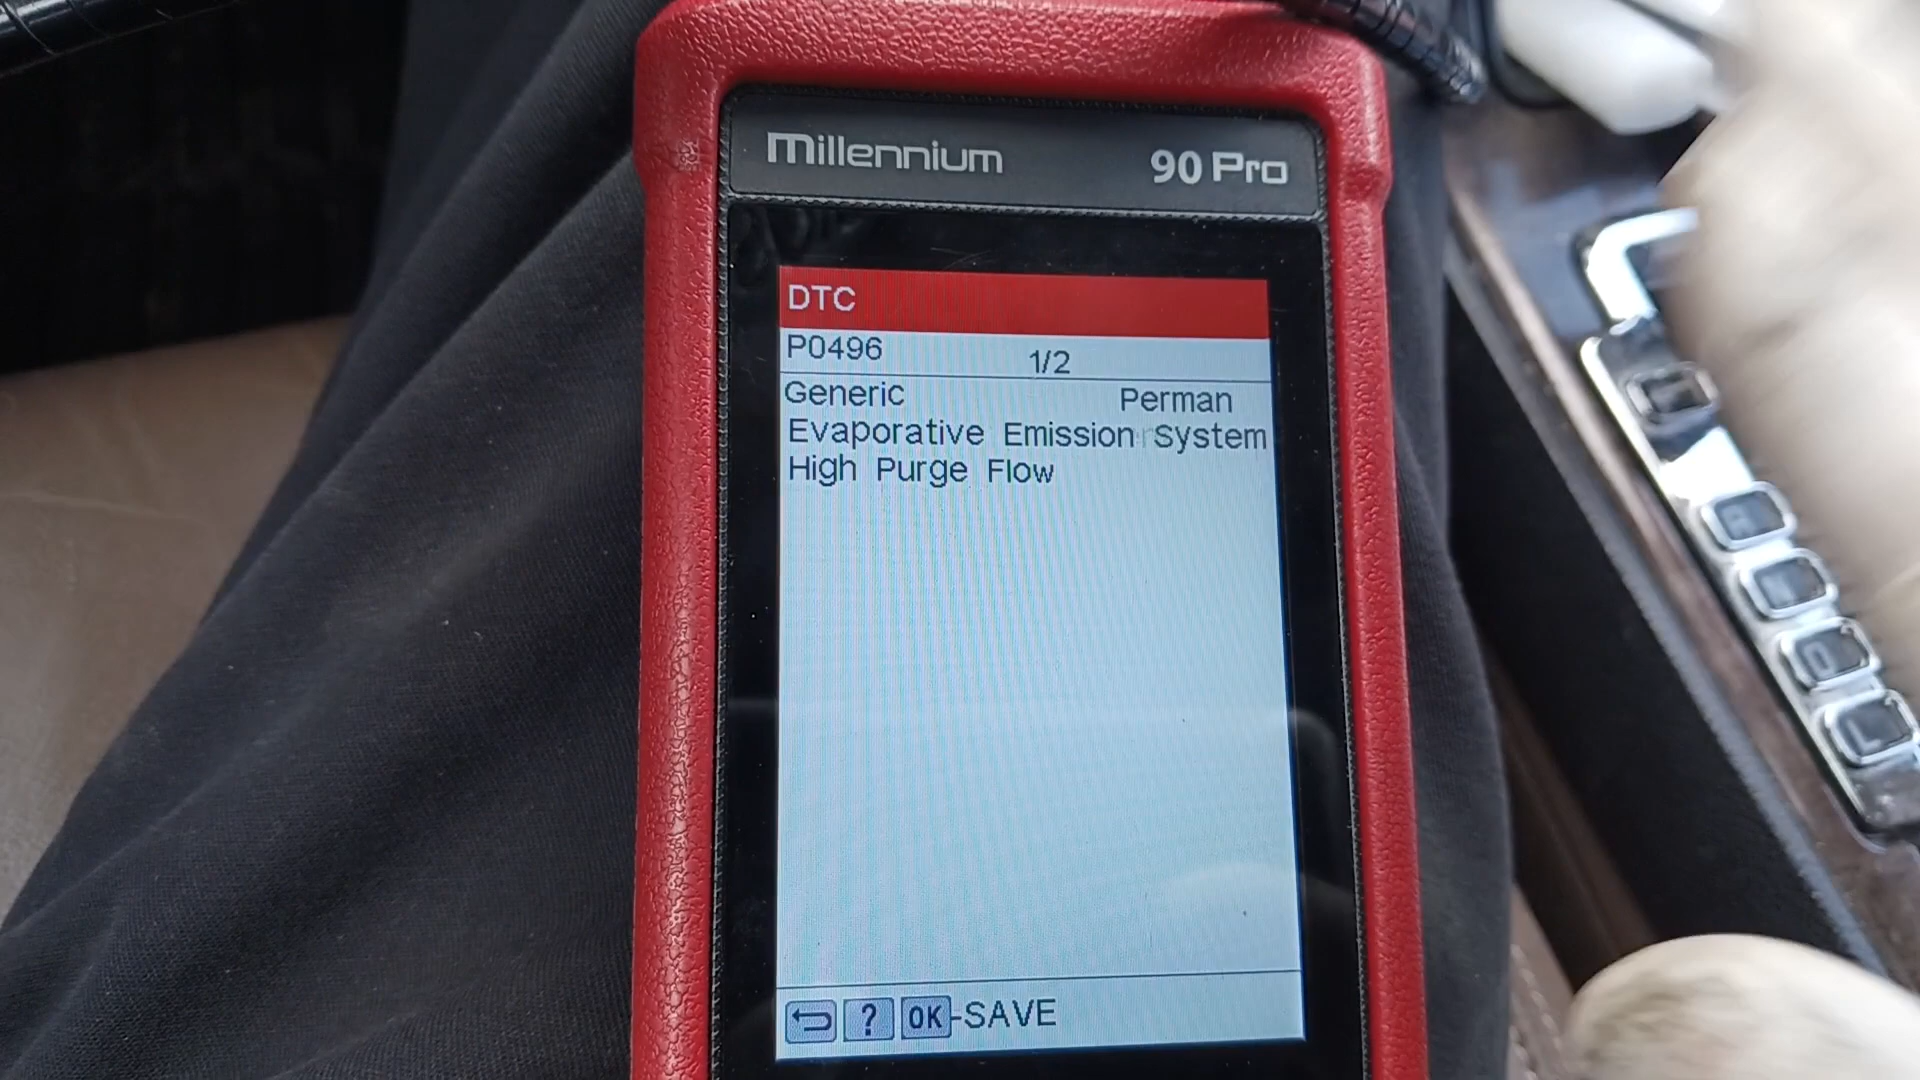 Millennium 90 Pro
DTC
P0496 1/2
Generic Perman
Evaporative Emission System
High Purge Flow
? OK-SAVE